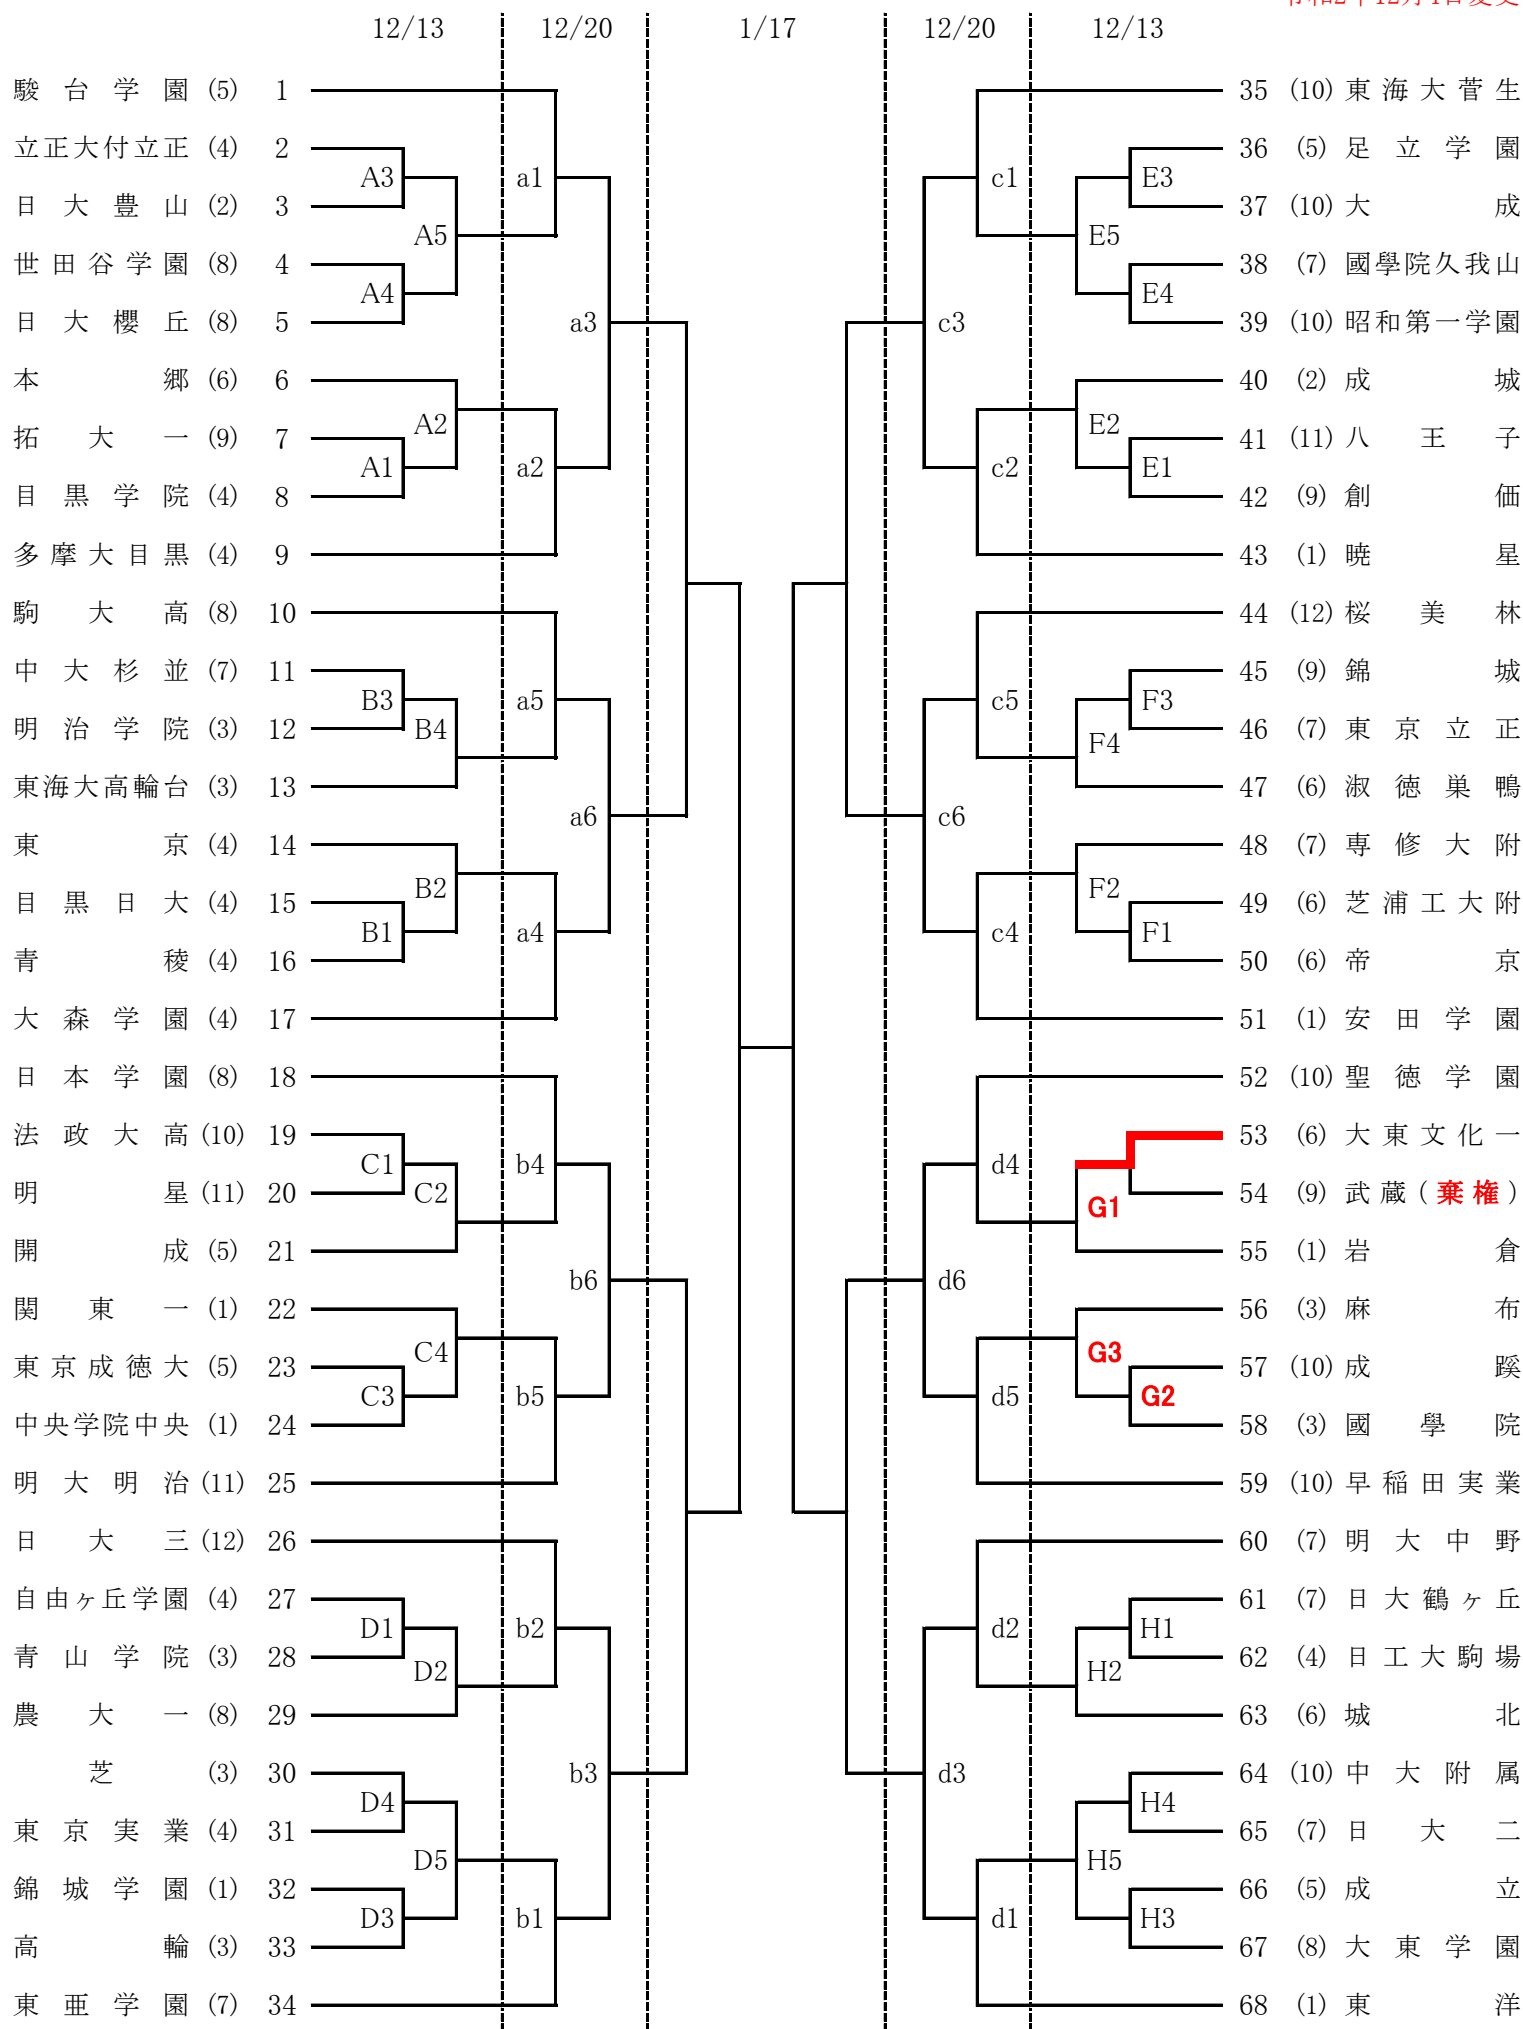 12/13 12/20 1/17 12/20 12/13
駿台学園 (5) 1 35 (10) 東海大菅生
立正大付立正 (4) 2 36 (5) 足立学園
A3 a1 c1 E3
日大豊山 (2) 3 37 (10) 大成
A5 E5
世田谷学園 (8) 4 38 (7) 國學院久我山
A4 E4
日大櫻丘 (8) 5 a3 c3 39 (10) 昭和第一学園
本郷 (6) 6 40 (2) 成城
A2 E2
拓大一 (9) 7 41 (11) 八王子
A1 a2 c2 E1
目黒学院 (4) 8 42 (9) 創価
多摩大目黒 (4) 9 43 (1) 暁星
駒大高 (8) 10 44 (12) 桜美林
中大杉並 (7) 11 45 (9) 錦城
B3 a5 c5 F3
明治学院 (3) 12 B4 F4 46 (7) 東京立正
東海大高輪台 (3) 13 47 (6) 淑徳巣鴨
a6 c6
東京 (4) 14 48 (7) 専修大附
B2 F2
目黒日大 (4) 15 49 (6) 芝浦工大附
B1 a4 c4 F1
青稜 (4) 16 50 (6) 帝京
大森学園 (4) 17 51 (1) 安田学園
日本学園 (8) 18 52 (10) 聖徳学園
法政大高 (10) 19 53 (6) 大東文化一
C1 b4 d4
明星 (11) 20 C2 G1 54 (9) 武蔵(棄権)
開成 (5) 21 55 (1) 岩倉
b6 d6
関東一 (1) 22 56 (3) 麻布
C4 G3
東京成徳大 (5) 23 57 (10) 成蹊
C3 b5 d5 G2
中央学院中央 (1) 24 58 (3) 國學院
明大明治 (11) 25 59 (10) 早稲田実業
日大三 (12) 26 60 (7) 明大中野
自由ヶ丘学園 (4) 27 61 (7) 日大鶴ヶ丘
D1 b2 d2 H1
青山学院 (3) 28 62 (4) 日工大駒場
D2 H2
農大一 (8) 29 63 (6) 城北
芝 (3) 30 b3 d3 64 (10) 中大附属
D4 H4
東京実業 (4) 31 65 (7) 日大二
D5 H5
錦城学園 (1) 32 66 (5) 成立
D3 b1 d1 H3
高輪 (3) 33 67 (8) 大東学園
東亜学園 (7) 34 68 (1) 東洋